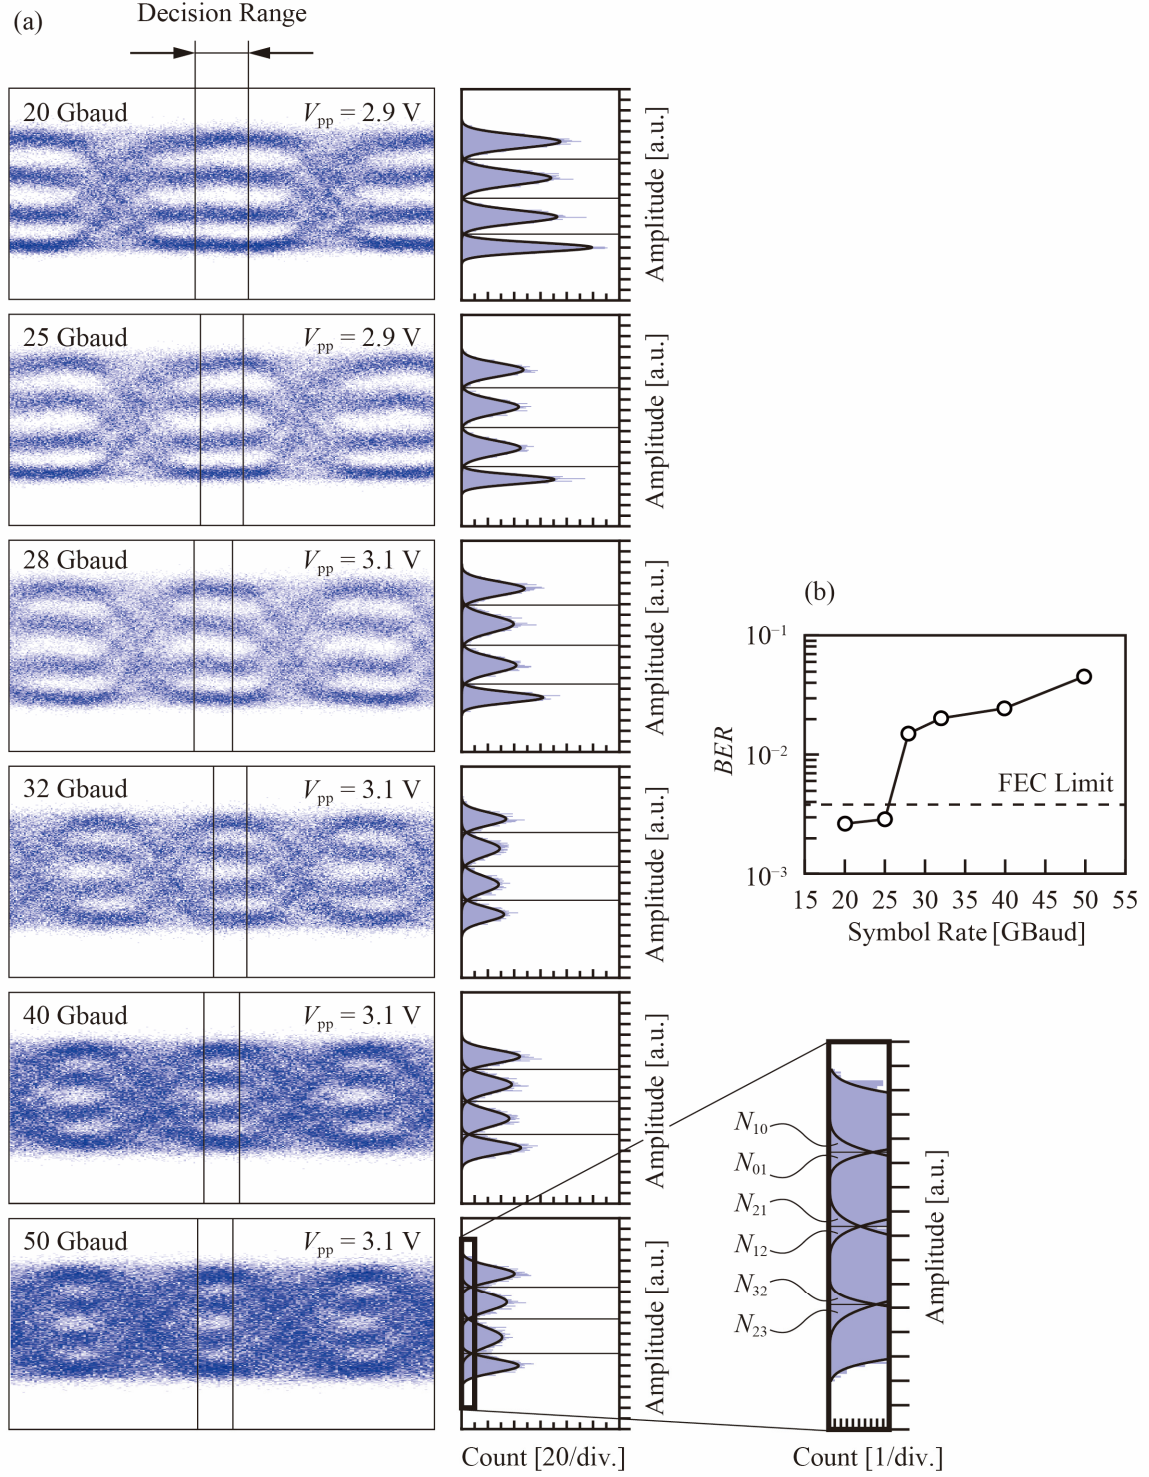 (a)
Decision Range
20 Gbaud
Vpp = 2.9 V
Amplitude [a.u.]
25 Gbaud
Vpp = 2.9 V
Amplitude [a.u.]
28 Gbaud
Vpp = 3.1 V
Amplitude [a.u.]
32 Gbaud
Vpp = 3.1 V
Amplitude [a.u.]
40 Gbaud
Vpp = 3.1 V
Amplitude [a.u.]
50 Gbaud
Vpp = 3.1 V
Amplitude [a.u.]
Count [20/div.]
(b)
10−1
10−2
10−3
BER
FEC Limit
15 20 25 30 35 40 45 50 55
Symbol Rate [GBaud]
N10
N01
N21
N12
N32
N23
Amplitude [a.u.]
Count [1/div.]